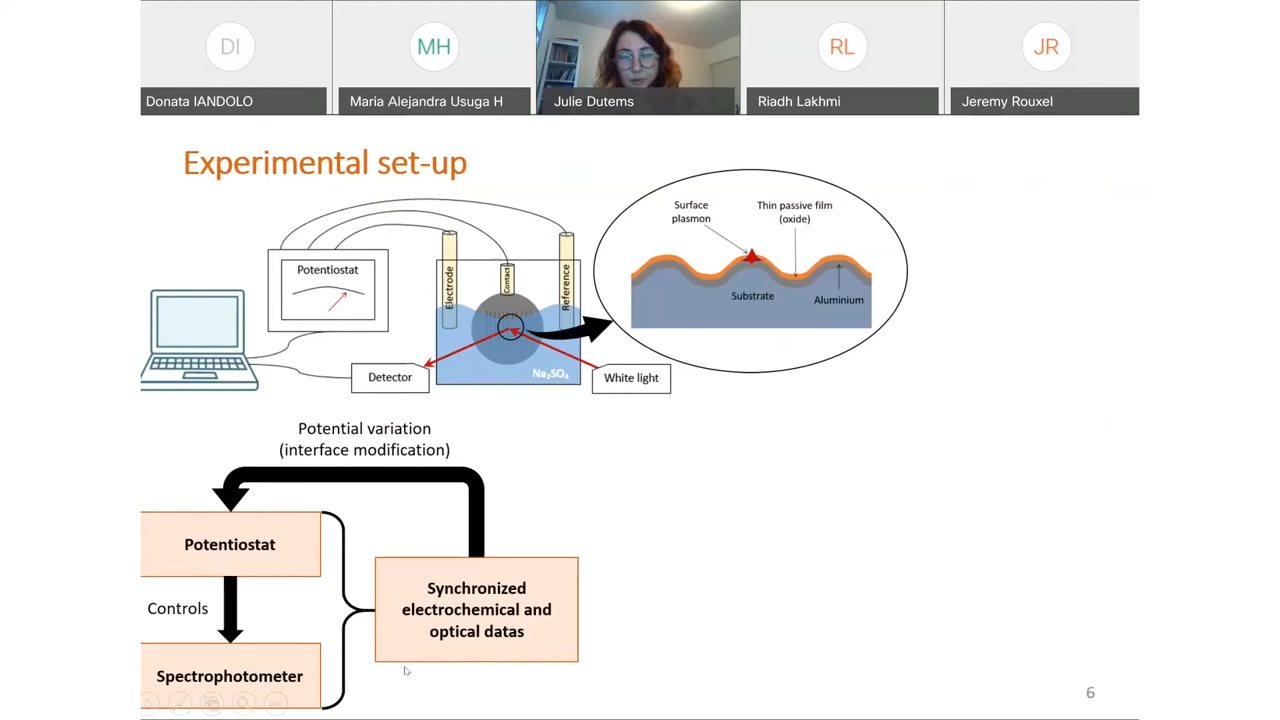 DI
MH
RL
JR
Donata IANDOLO
Maria Alejandra Usuga H
Julie Dutems
Riadh Lakhmi
Jeremy Rouxel
Experimental set-up
Potentiostat
Electrode
Contact
Reference
Detector
Na₂SO₄
White light
Surface
plasmon
Thin passive film
(oxide)
Substrate
Aluminium
Potential variation
(interface modification)
Potentiostat
Controls
Spectrophotometer
Synchronized
electrochemical and
optical datas
6